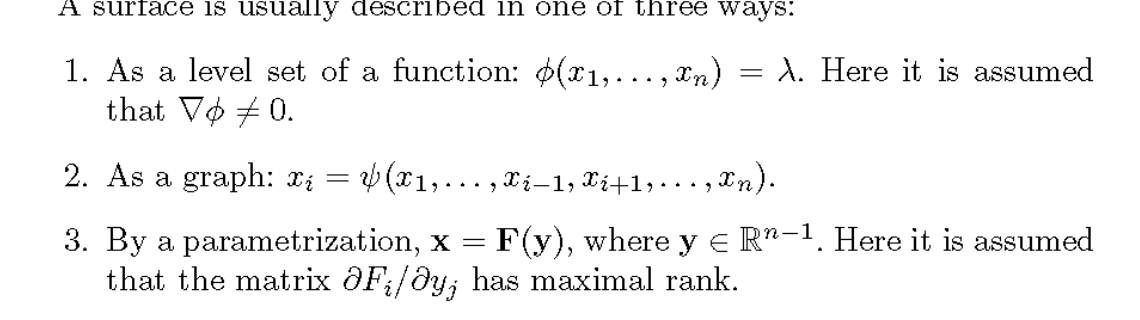 A surface is usually described in one of three ways:
1. As a level set of a function: ϕ(x₁, . . . , xₙ) = λ. Here it is assumed
that ∇ϕ ≠ 0.
2. As a graph: xᵢ = ψ(x₁, . . . , xᵢ₋₁, xᵢ₊₁, . . . , xₙ).
3. By a parametrization, x = F(y), where y ∈ ℝⁿ⁻¹. Here it is assumed
that the matrix ∂Fᵢ/∂yⱼ has maximal rank.